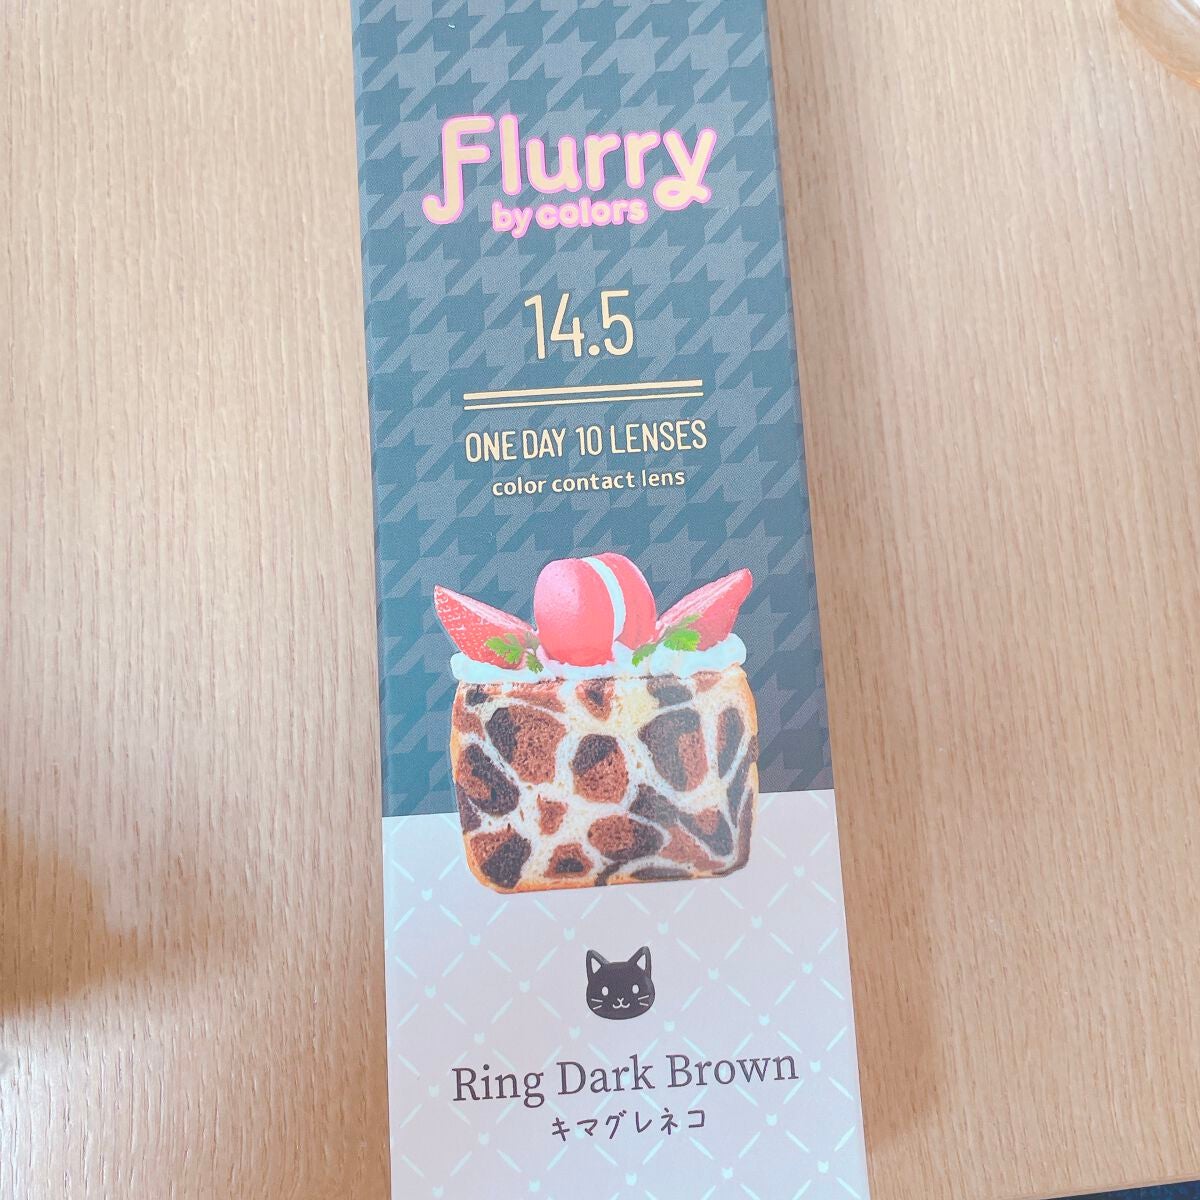 Flurry
by colors
14.5
ONE DAY 10 LENSES
color contact lens
Ring Dark Brown
キマグレネコ